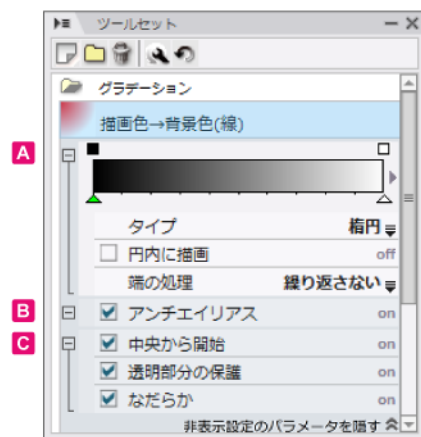 ツールセット
グラデーション
描画色→背景色(線)
A
タイプ 楕円
円内に描画 off
端の処理 繰り返さない
B アンチエイリアス on
C 中央から開始 on
透明部分の保護 on
なだらか on
非表示設定のパラメータを隠す